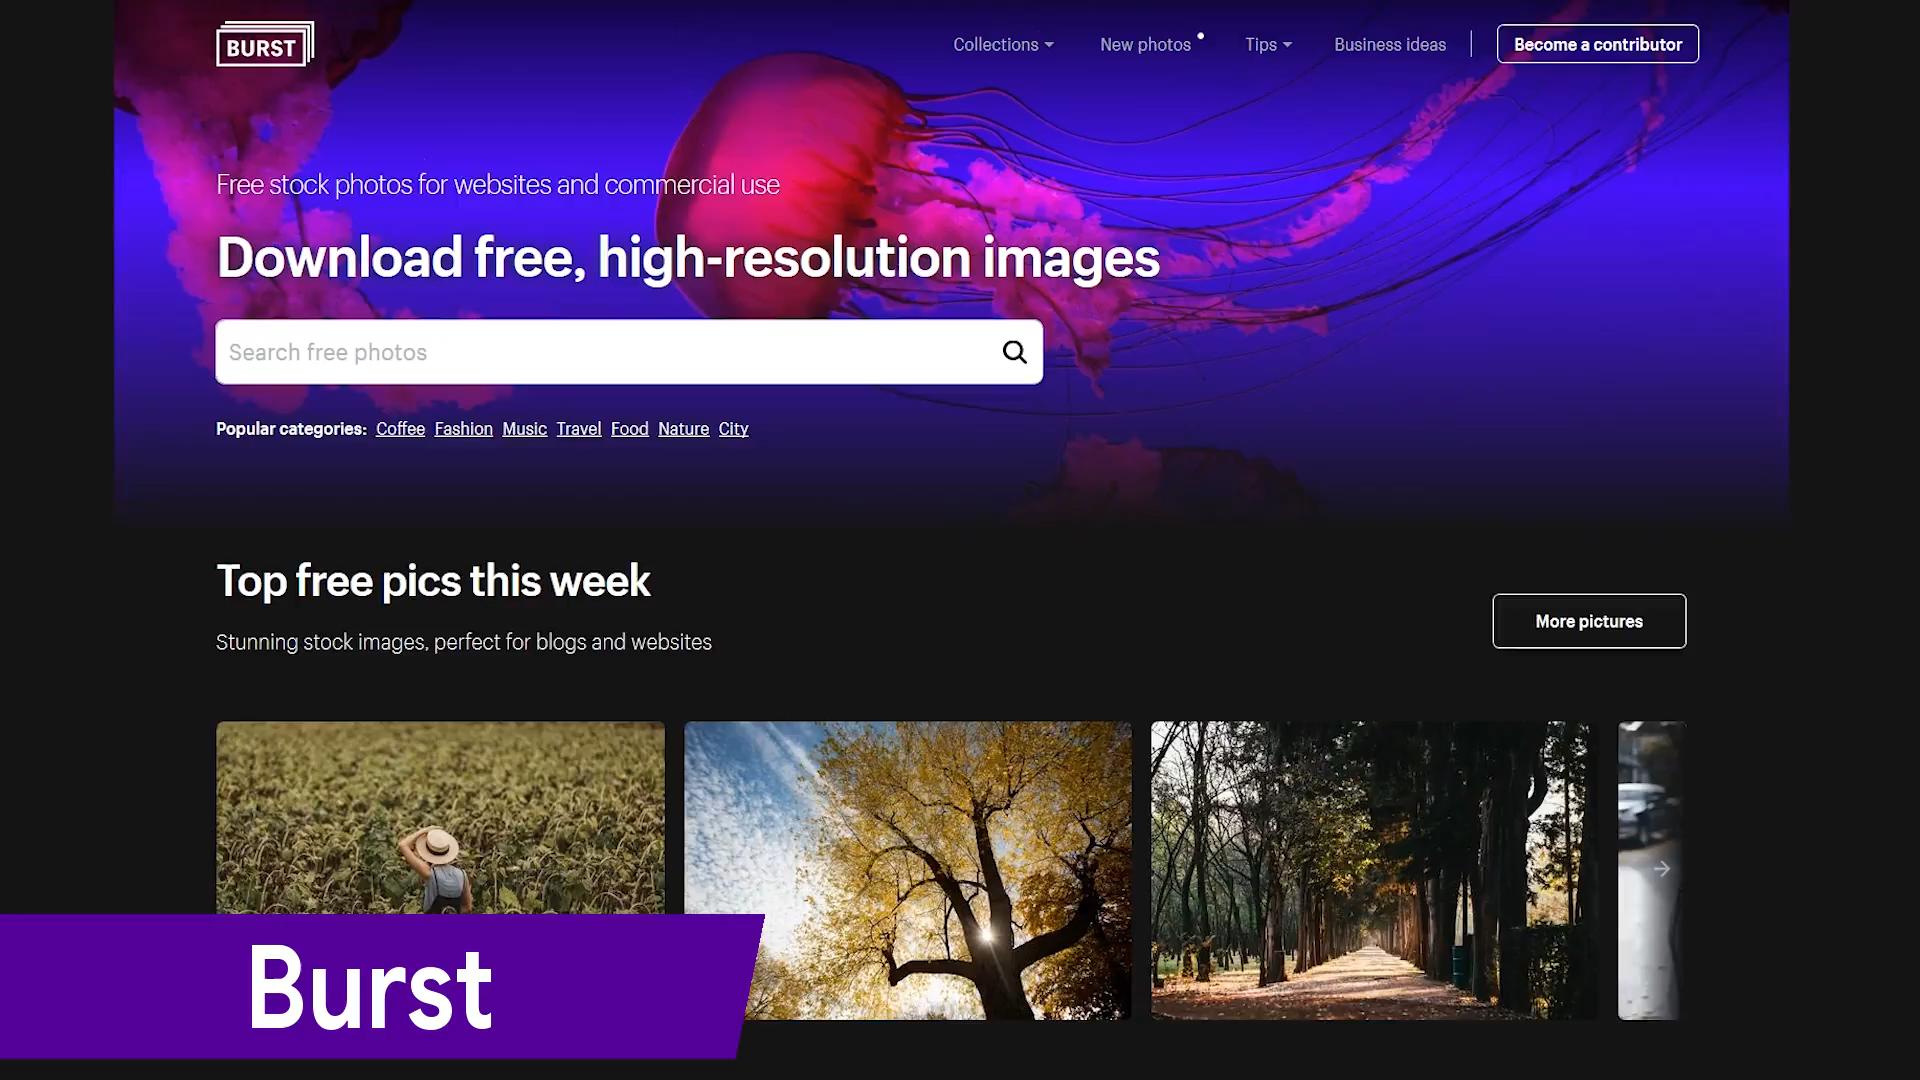 BURST
Collections
New photos
Tips
Business ideas
Become a contributor
Free stock photos for websites and commercial use
Download free, high-resolution images
Search free photos
Popular categories: Coffee Fashion Music Travel Food Nature City
Top free pics this week
Stunning stock images, perfect for blogs and websites
More pictures
Burst